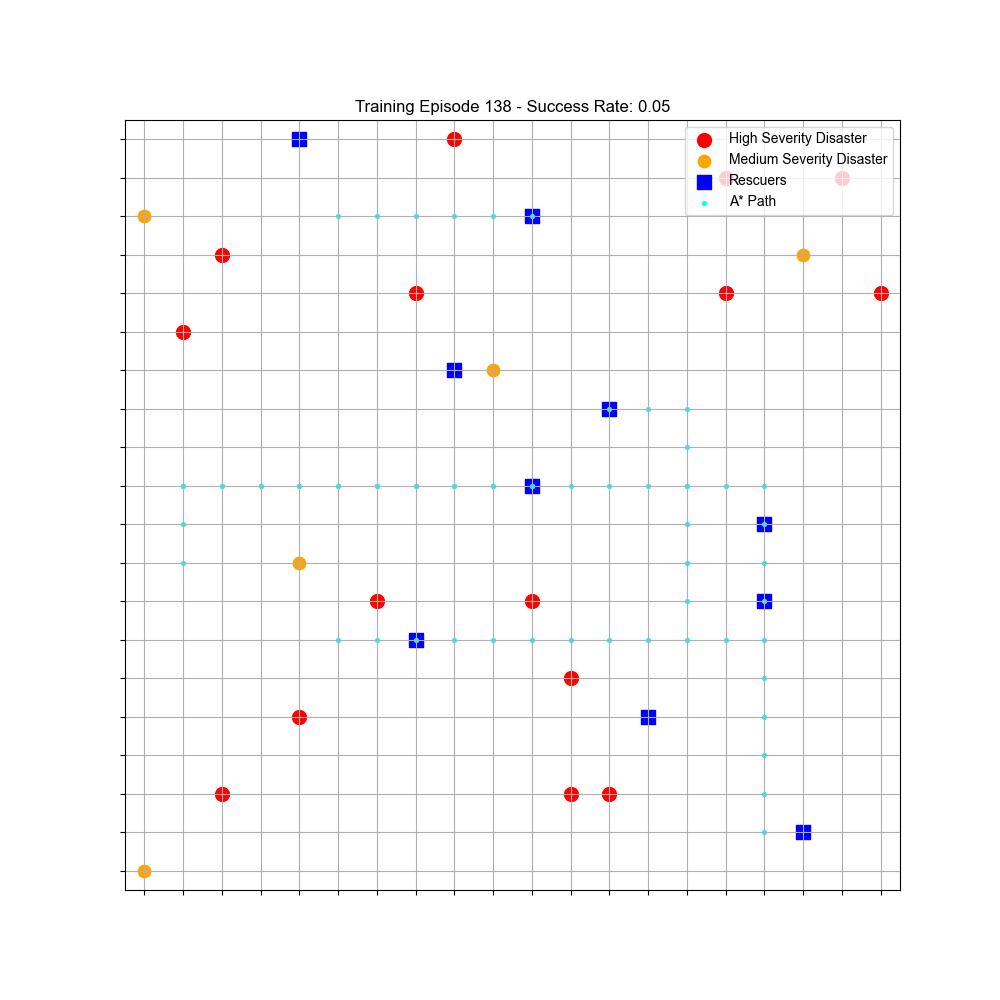 Training Episode 138 - Success Rate: 0.05
High Severity Disaster
Medium Severity Disaster
Rescuers
A* Path